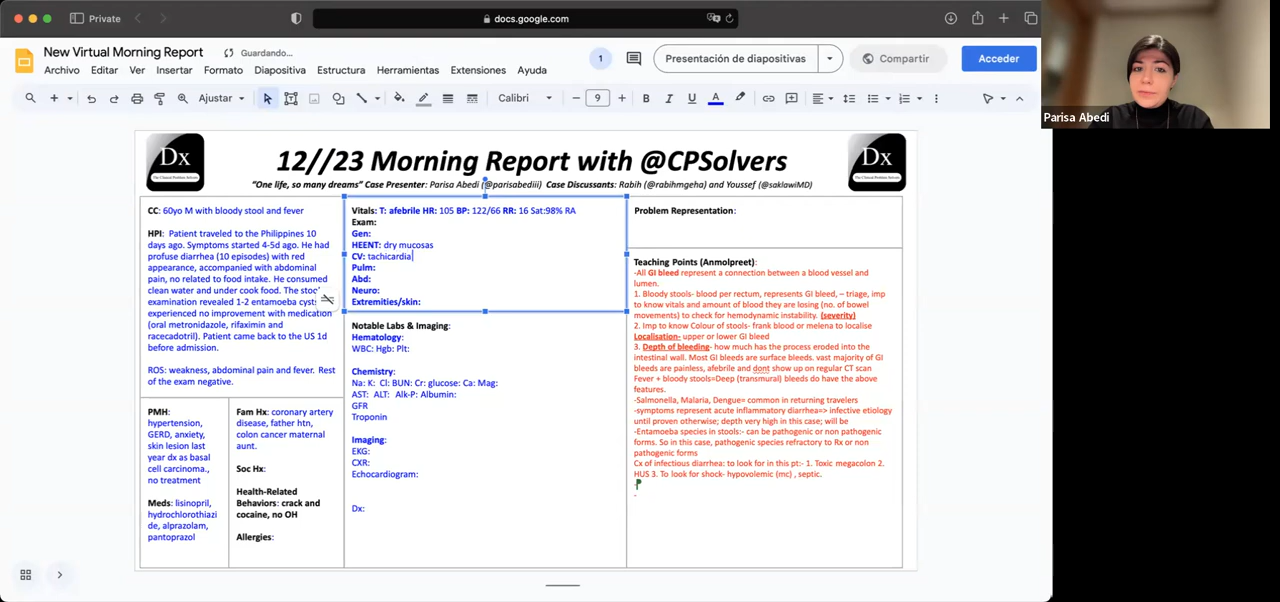 Private
docs.google.com
New Virtual Morning Report
Guardando...
1
Presentación de diapositivas
Compartir
Acceder
Archivo Editar Ver Insertar Formato Diapositiva Estructura Herramientas Extensiones Ayuda
Ajustar
Calibri
9
B I U A
Parisa Abedi
Dx
The Clinical Problem Solvers
12//23 Morning Report with @CPSolvers
"One life, so many dreams" Case Presenter: Parisa Abedi (@parisabediii) Case Discussants: Rabih (@rabihmgeha) and Youssef (@saklawiMD)
Dx
The Clinical Problem Solvers
CC: 60yo M with bloody stool and fever
HPI: Patient traveled to the Philippines 10
days ago. Symptoms started 4-5d ago. He had
profuse diarrhea (10 episodes) with red
appearance, accompanied with abdominal
pain, no related to food intake. He consumed
clean water and under cook food. The stool
examination revealed 1-2 entamoeba cysts
experienced no improvement with medication
(oral metronidazole, rifaximin and
racecadotril). Patient came back to the US 1d
before admission.
ROS: weakness, abdominal pain and fever. Rest
of the exam negative.
PMH:
hypertension,
GERD, anxiety,
skin lesion last
year dx as basal
cell carcinoma.,
no treatment
Meds: lisinopril,
hydrochlorothiazi
de, alprazolam,
pantoprazol
Fam Hx: coronary artery
disease, father htn,
colon cancer maternal
aunt.
Soc Hx:
Health-Related
Behaviors: crack and
cocaine, no OH
Allergies:
Vitals: T: afebrile HR: 105 BP: 122/66 RR: 16 Sat:98% RA
Exam:
Gen:
HEENT: dry mucosas
CV: tachicardia
Pulm:
Abd:
Neuro:
Extremities/skin:
Notable Labs & Imaging:
Hematology:
WBC: Hgb: Plt:
Chemistry:
Na: K: Cl: BUN: Cr: glucose: Ca: Mag:
AST: ALT: Alk-P: Albumin:
GFR
Troponin
Imaging:
EKG:
CXR:
Echocardiogram:
Dx:
Problem Representation:
Teaching Points (Anmolpreet):
-All GI bleed represent a connection between a blood vessel and
lumen.
1. Bloody stools- blood per rectum, represents GI bleed, – triage, imp
to know vitals and amount of blood they are losing (no. of bowel
movements) to check for hemodynamic instability. (severity)
2. Imp to know Colour of stools- frank blood or melena to localise
Localisation- upper or lower GI bleed
3. Depth of bleeding- how much has the process eroded into the
intestinal wall. Most GI bleeds are surface bleeds. vast majority of GI
bleeds are painless, afebrile and dont show up on regular CT scan
Fever + bloody stools=Deep (transmural) bleeds do have the above
features.
-Salmonella, Malaria, Dengue= common in returning travelers
-symptoms represent acute inflammatory diarrhea=> infective etiology
until proven otherwise; depth very high in this case; will be
-Entamoeba species in stools:- can be pathogenic or non pathogenic
forms. So in this case, pathogenic species refractory to Rx or non
pathogenic forms
Cx of infectious diarrhea: to look for in this pt:- 1. Toxic megacolon 2.
HUS 3. To look for shock- hypovolemic (mc) , septic.
-